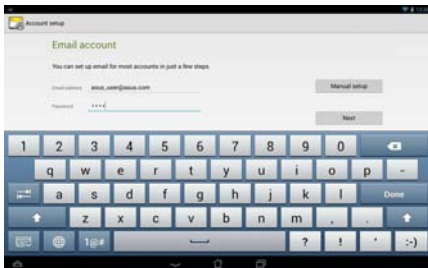 Account setup
Email account
You can set up email for most accounts in just a few steps.
Email address asus_user@asus.com Manual setup
Password ••••
Next
1 2 3 4 5 6 7 8 9 0
q w e r t y u i o p -
a s d f g h j k l Done
z x c v b n m , .
1@# ? ! ' :-)